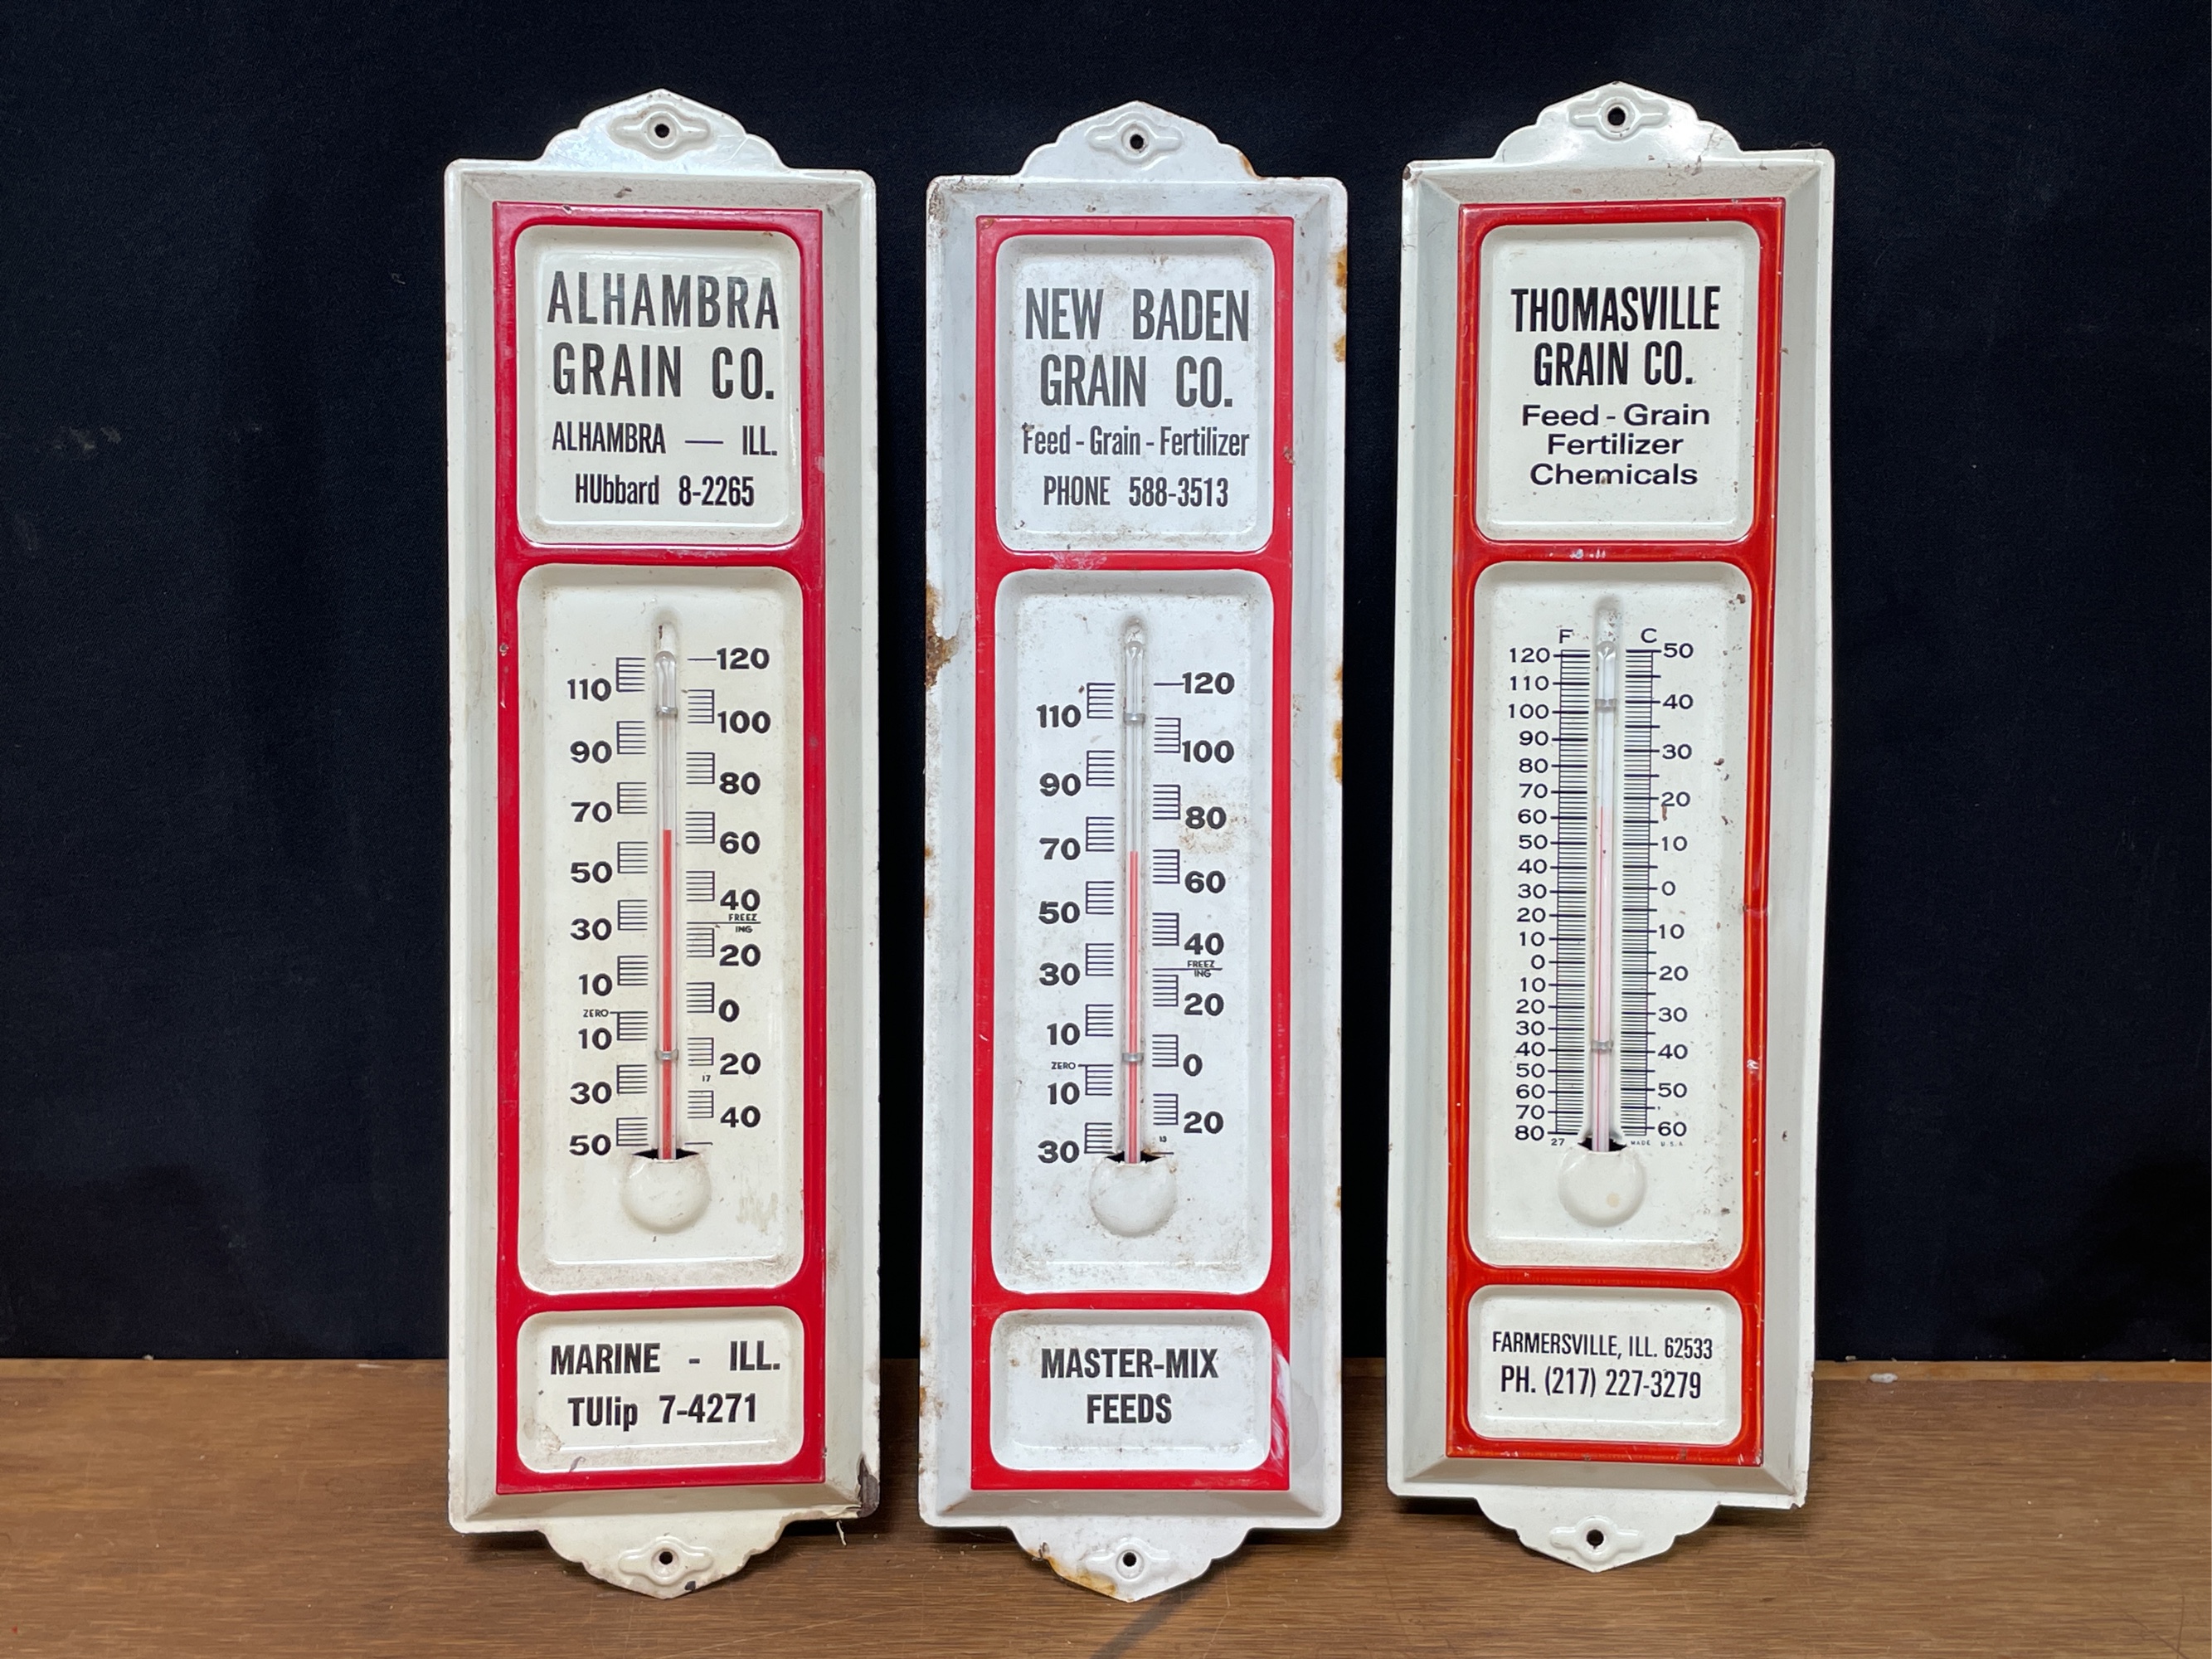 ALHAMBRA
GRAIN CO.
ALHAMBRA — ILL.
HUbbard 8-2265
120
110
100
90
80
70
60
50
40
FREEZ
ING
30
20
10
0
ZERO
10
20
17
30
40
50
MARINE - ILL.
TUlip 7-4271
NEW BADEN
GRAIN CO.
Feed - Grain - Fertilizer
PHONE 588-3513
120
110
100
90
80
70
60
50
40
FREEZ
ING
30
20
10
0
ZERO
10
20
13
30
MASTER-MIX
FEEDS
THOMASVILLE
GRAIN CO.
Feed - Grain
Fertilizer
Chemicals
F C
120 50
110
100 40
90
80 30
70
60 20
50 10
40
30 0
20
10 10
0
10 20
20
30 30
40 40
50
60 50
70
80 60
27 MADE U.S.A.
FARMERSVILLE, ILL. 62533
PH. (217) 227-3279